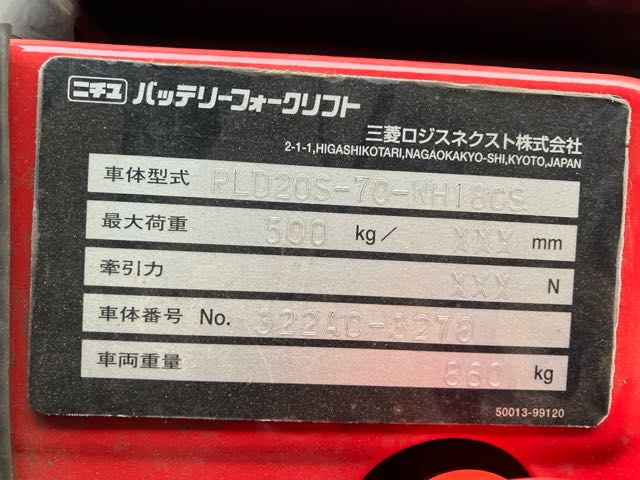 ニチユ バッテリーフォークリフト
三菱ロジスネクスト株式会社
2-1-1,HIGASHIKOTARI,NAGAOKAKYO-SHI,KYOTO,JAPAN
車体型式 PLD20S-70-WH18CS
最大荷重 500 kg/ XXX mm
牽引力 XXX N
車体番号 No. 322AC-3273
車両重量 860 kg
50013-99120